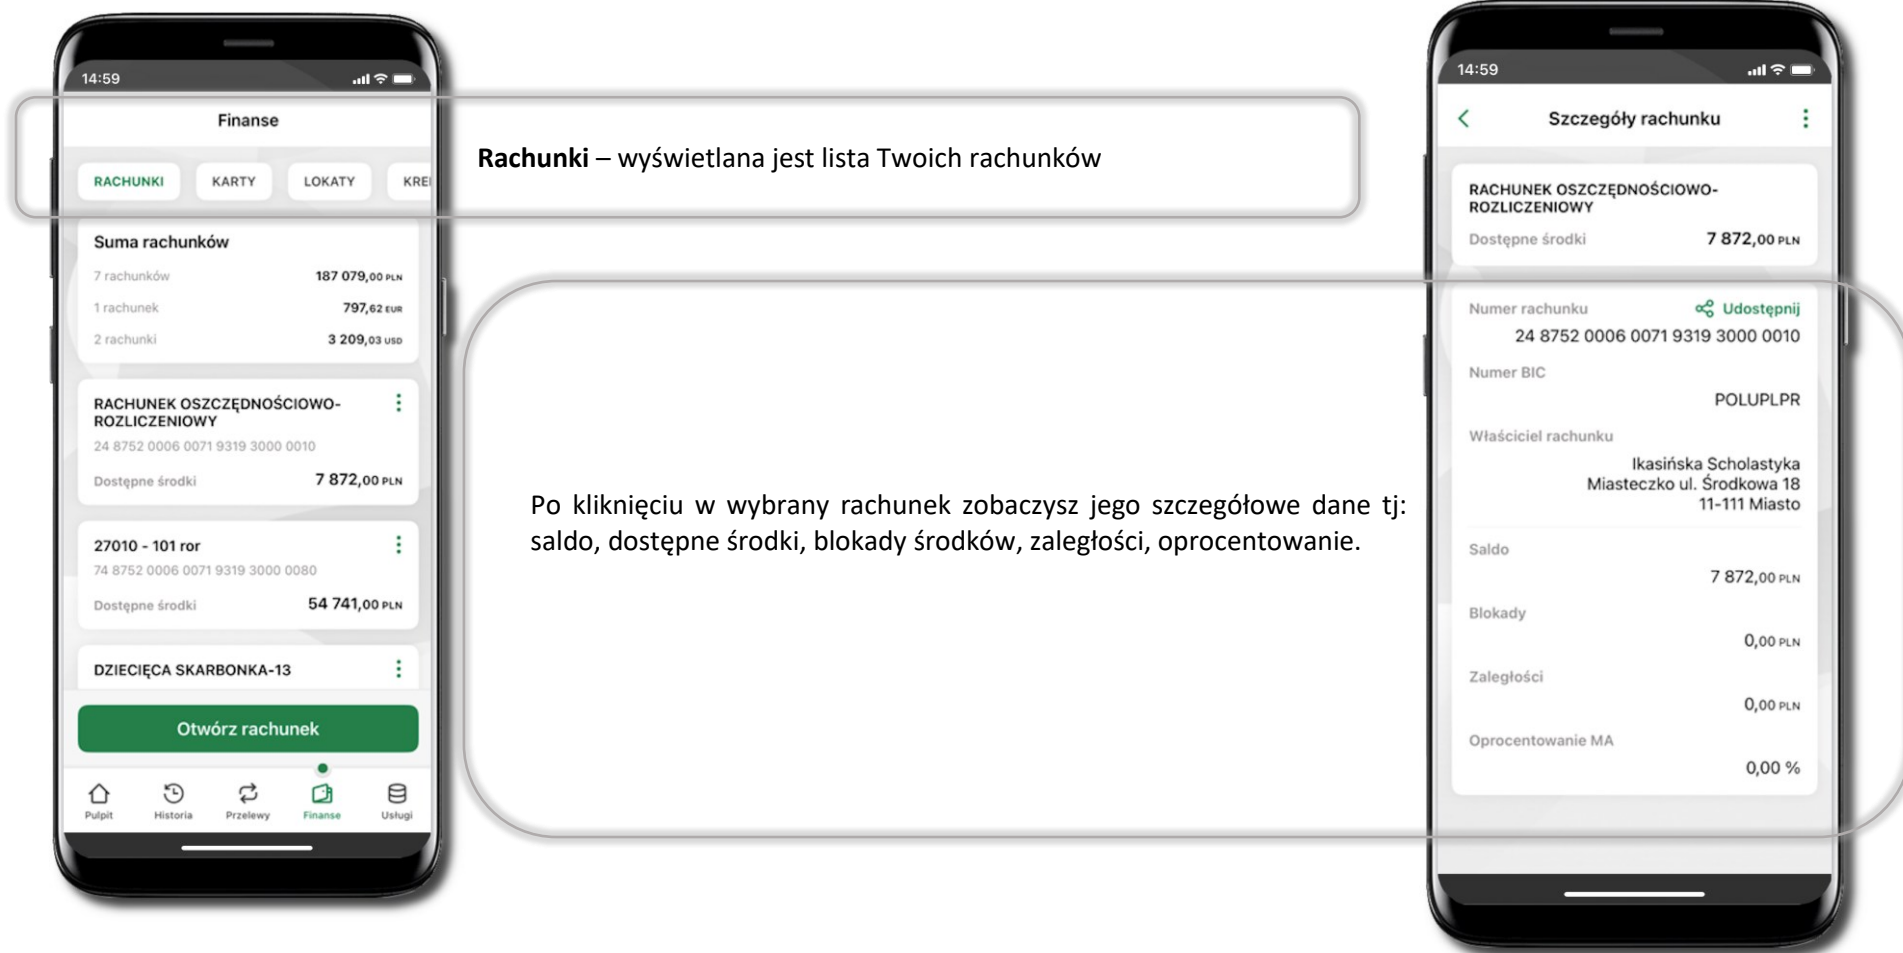 14:59
Finanse
RACHUNKI KARTY LOKATY KRE
Suma rachunków
7 rachunków 187 079,00 PLN
1 rachunek 797,62 EUR
2 rachunki 3 209,03 USD
RACHUNEK OSZCZĘDNOŚCIOWO-
ROZLICZENIOWY
24 8752 0006 0071 9319 3000 0010
Dostępne środki 7 872,00 PLN
27010 - 101 ror
74 8752 0006 0071 9319 3000 0080
Dostępne środki 54 741,00 PLN
DZIECIĘCA SKARBONKA-13
Otwórz rachunek
Pulpit Historia Przelewy Finanse Usługi
Rachunki – wyświetlana jest lista Twoich rachunków
Po kliknięciu w wybrany rachunek zobaczysz jego szczegółowe dane tj:
saldo, dostępne środki, blokady środków, zaległości, oprocentowanie.
14:59
Szczegóły rachunku
RACHUNEK OSZCZĘDNOŚCIOWO-
ROZLICZENIOWY
Dostępne środki 7 872,00 PLN
Numer rachunku Udostępnij
24 8752 0006 0071 9319 3000 0010
Numer BIC
POLUPLPR
Właściciel rachunku
Ikasińska Scholastyka
Miasteczko ul. Środkowa 18
11-111 Miasto
Saldo
7 872,00 PLN
Blokady
0,00 PLN
Zaległości
0,00 PLN
Oprocentowanie MA
0,00 %